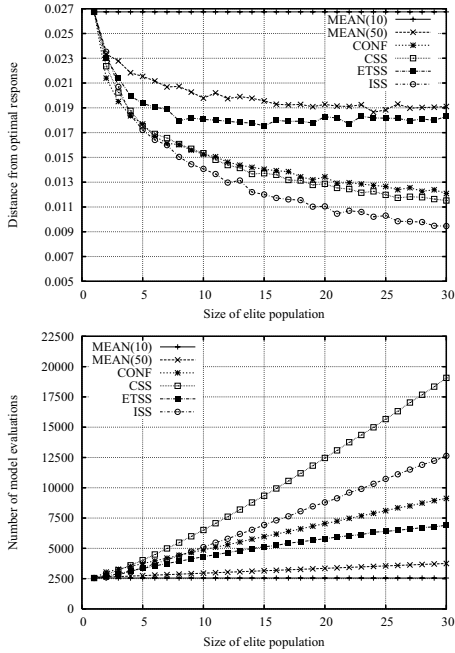 0.027
0.025
0.023
0.021
0.019
0.017
0.015
0.013
0.011
0.009
0.007
0.005
Distance from optimal response
MEAN(10)
MEAN(50)
CONF
CSS
ETSS
ISS
0 5 10 15 20 25 30
Size of elite population
22500
20000
17500
15000
12500
10000
7500
5000
2500
0
Number of model evaluations
MEAN(10)
MEAN(50)
CONF
CSS
ETSS
ISS
0 5 10 15 20 25 30
Size of elite population